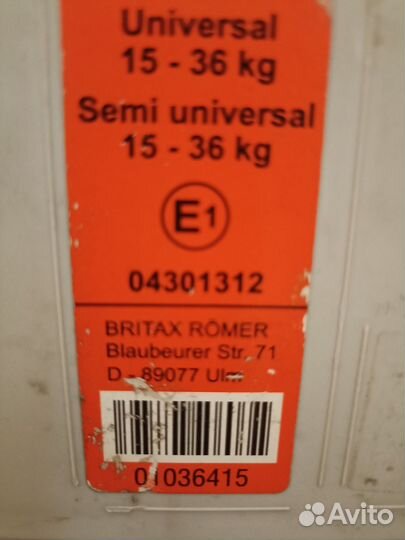 Universal
15 - 36 kg
Semi universal
15 - 36 kg
E1
04301312
BRITAX RÖMER
Blaubeurer Str. 71
D - 89077 Ulm
01036415
Avito